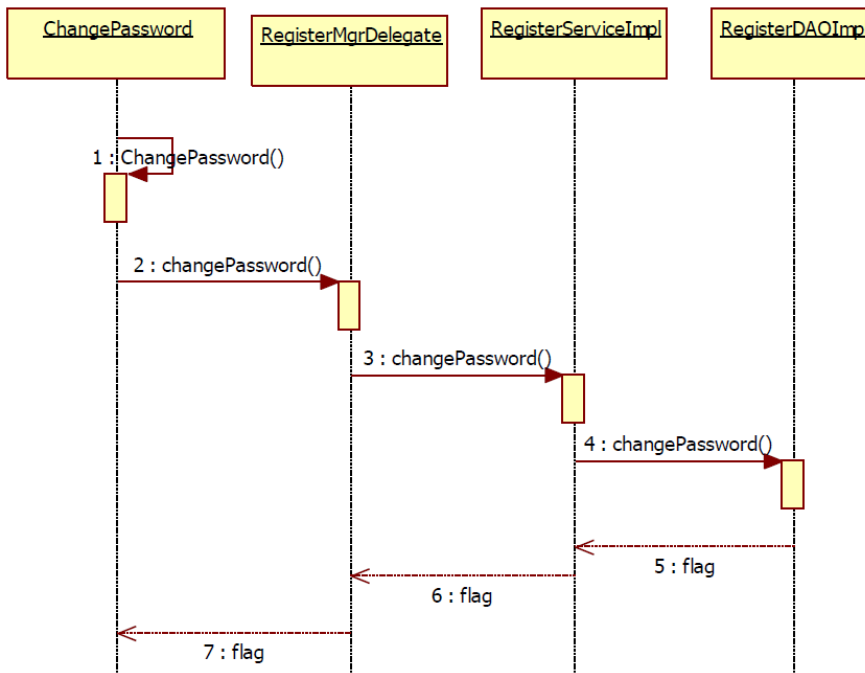 ChangePassword
RegisterMgrDelegate
RegisterServiceImpl
RegisterDAOImp
1 : ChangePassword()
2 : changePassword()
3 : changePassword()
4 : changePassword()
5 : flag
6 : flag
7 : flag